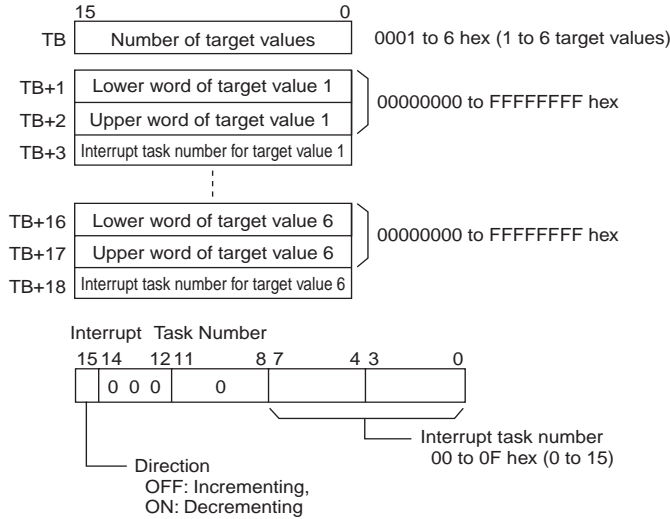 15 0
TB Number of target values 0001 to 6 hex (1 to 6 target values)
TB+1 Lower word of target value 1
00000000 to FFFFFFFF hex
TB+2 Upper word of target value 1
TB+3 Interrupt task number for target value 1
TB+16 Lower word of target value 6
00000000 to FFFFFFFF hex
TB+17 Upper word of target value 6
TB+18 Interrupt task number for target value 6
Interrupt Task Number
15 14 12 11 8 7 4 3 0
0 0 0 0
Interrupt task number
00 to 0F hex (0 to 15)
Direction
OFF: Incrementing,
ON: Decrementing